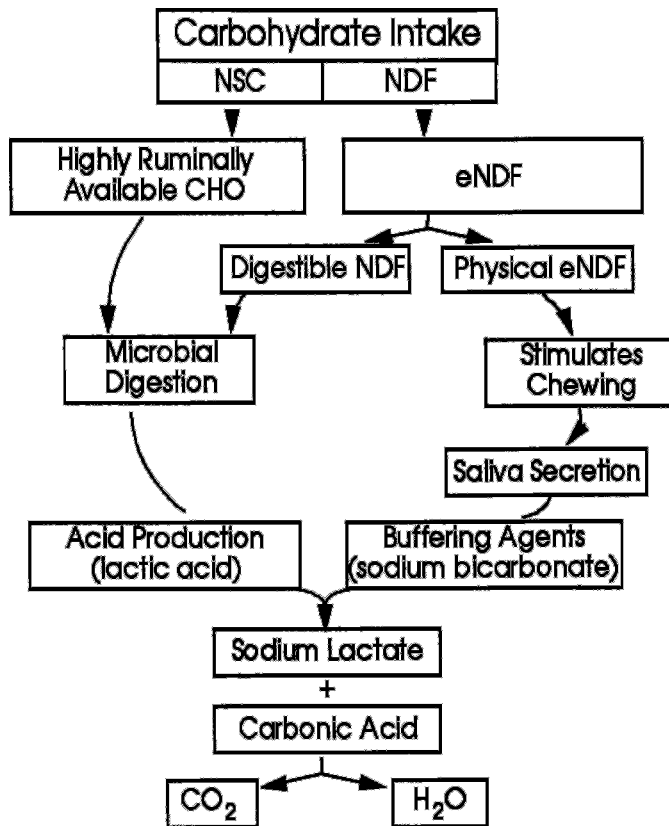 Carbohydrate Intake
NSC
NDF
Highly Ruminally
Available CHO
eNDF
Digestible NDF
Physical eNDF
Microbial
Digestion
Stimulates
Chewing
Saliva Secretion
Acid Production
(lactic acid)
Buffering Agents
(sodium bicarbonate)
Sodium Lactate
+
Carbonic Acid
CO₂
H₂O